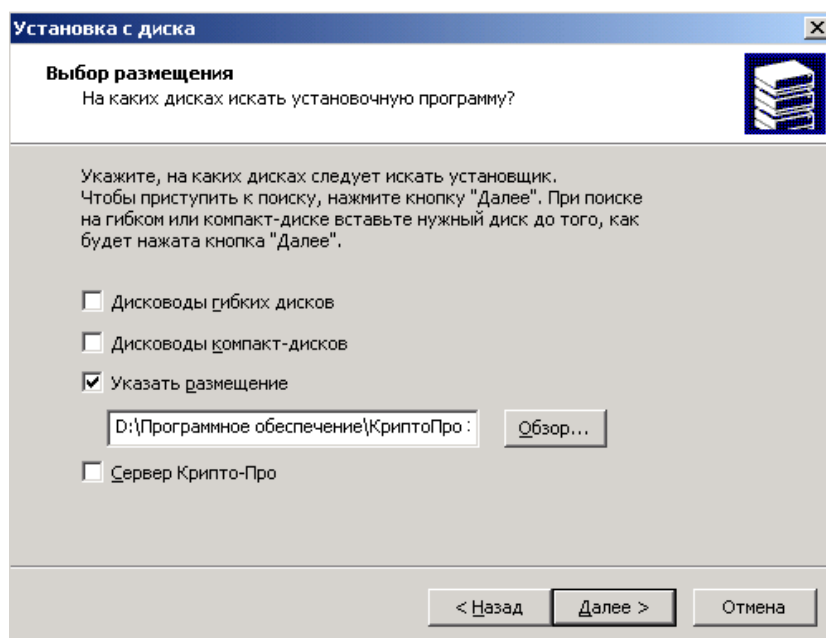 Установка с диска
Выбор размещения
На каких дисках искать установочную программу?
Укажите, на каких дисках следует искать установщик.
Чтобы приступить к поиску, нажмите кнопку "Далее". При поиске
на гибком или компакт-диске вставьте нужный диск до того, как
будет нажата кнопка "Далее".
Дисководы гибких дисков
Дисководы компакт-дисков
Указать размещение
D:\Программное обеспечение\КриптоПро
Обзор...
Сервер Крипто-Про
< Назад
Далее >
Отмена